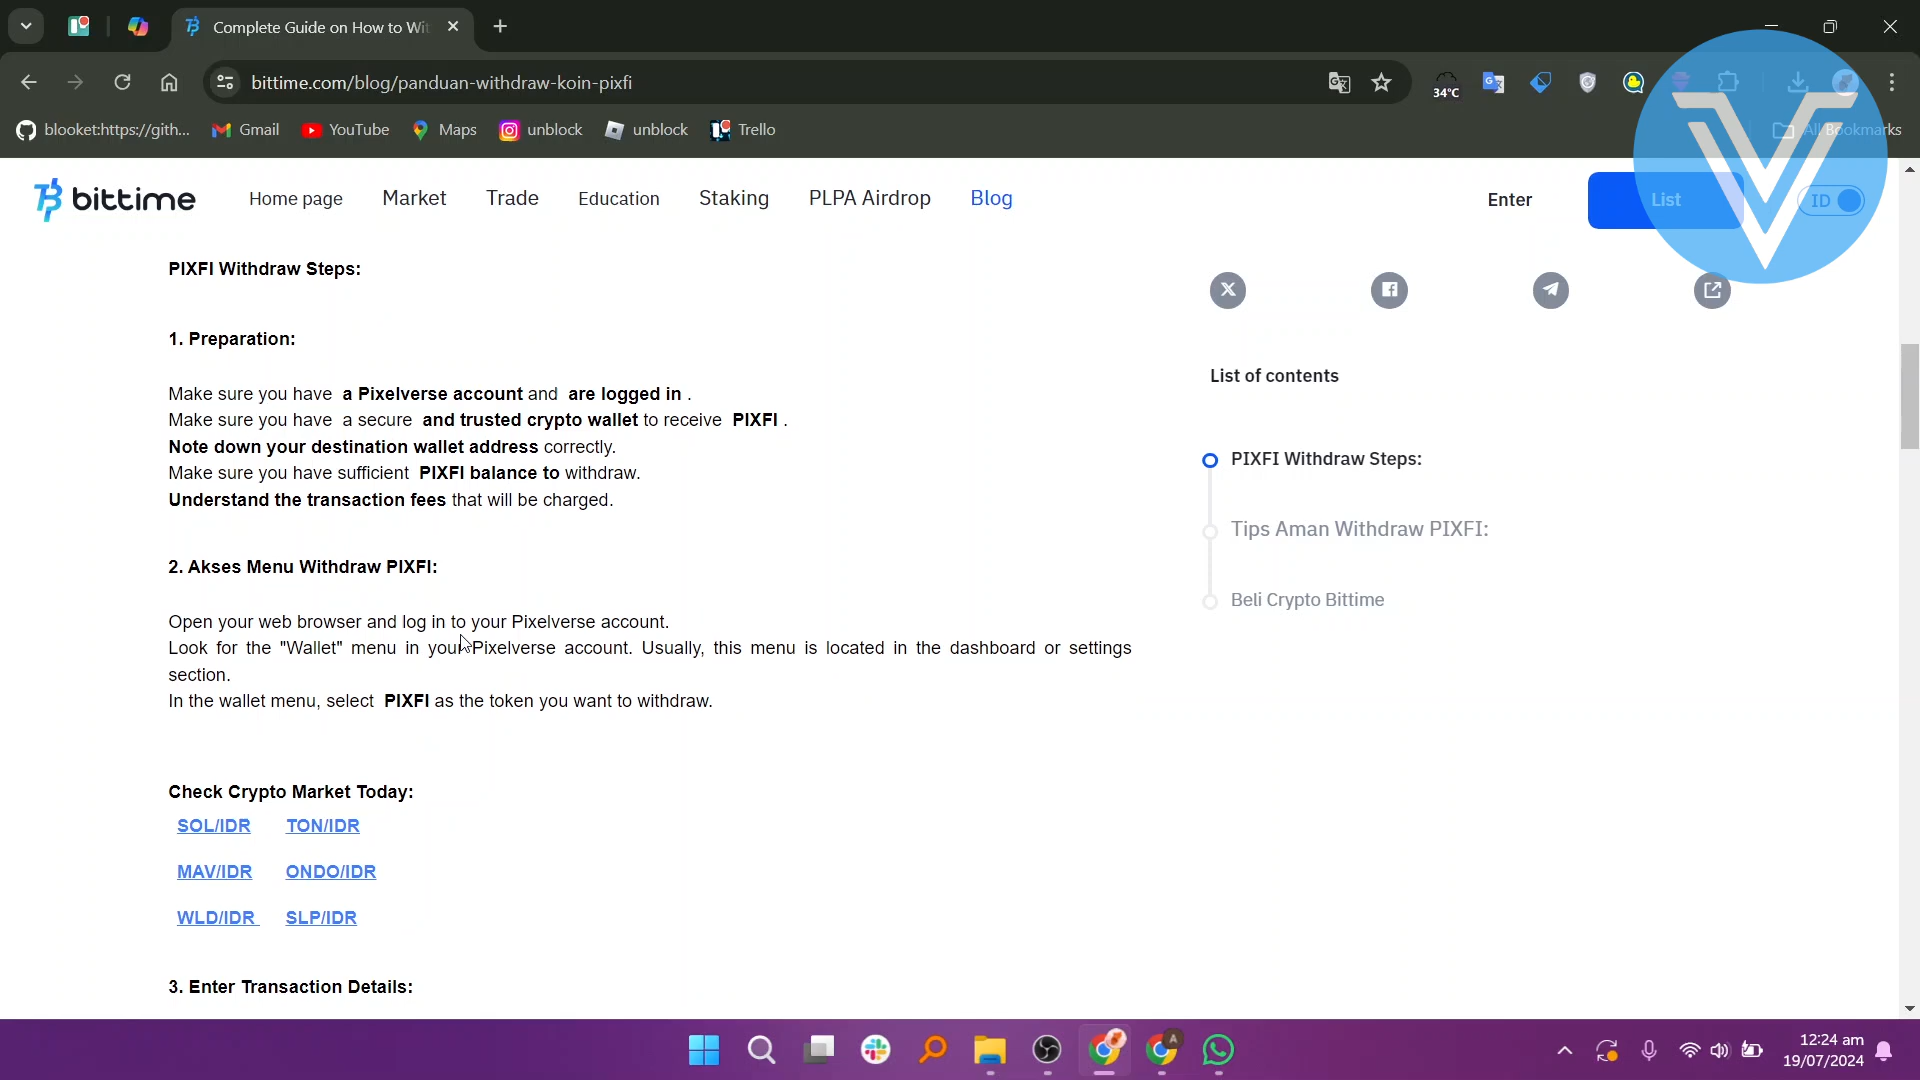 Complete Guide on How to Wit
bittime.com/blog/panduan-withdraw-koin-pixfi
34°C
blooket:https://gith...
Gmail
YouTube
Maps
unblock
unblock
Trello
All Bookmarks
bittime
Home page
Market
Trade
Education
Staking
PLPA Airdrop
Blog
Enter
List
ID
PIXFI Withdraw Steps:
1. Preparation:
Make sure you have a Pixelverse account and are logged in .
Make sure you have a secure and trusted crypto wallet to receive PIXFI .
Note down your destination wallet address correctly.
Make sure you have sufficient PIXFI balance to withdraw.
Understand the transaction fees that will be charged.
2. Akses Menu Withdraw PIXFI:
Open your web browser and log in to your Pixelverse account.
Look for the "Wallet" menu in your Pixelverse account. Usually, this menu is located in the dashboard or settings
section.
In the wallet menu, select PIXFI as the token you want to withdraw.
Check Crypto Market Today:
SOL/IDR TON/IDR
MAV/IDR ONDO/IDR
WLD/IDR SLP/IDR
3. Enter Transaction Details:
List of contents
PIXFI Withdraw Steps:
Tips Aman Withdraw PIXFI:
Beli Crypto Bittime
A
12:24 am
19/07/2024